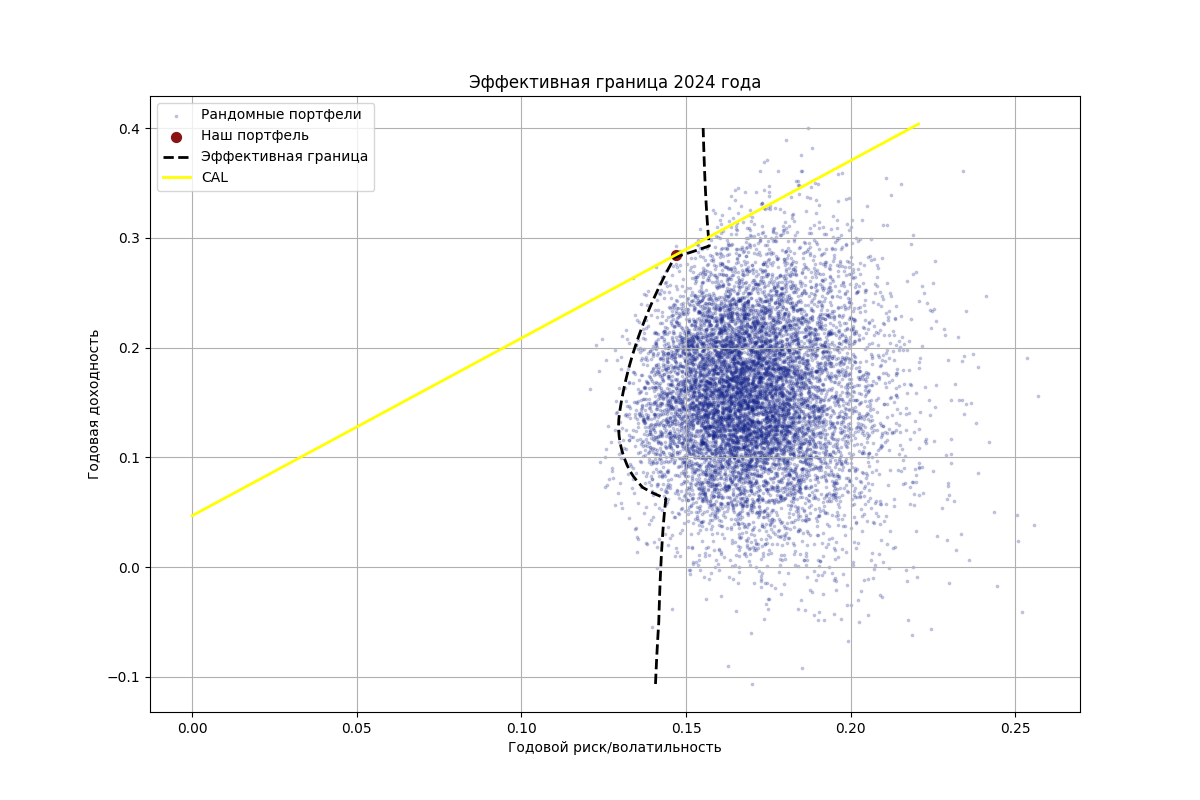 Эффективная граница 2024 года
Рандомные портфели
Наш портфель
Эффективная граница
CAL
0.4
0.3
0.2
0.1
0.0
−0.1
Годовая доходность
0.00 0.05 0.10 0.15 0.20 0.25
Годовой риск/волатильность